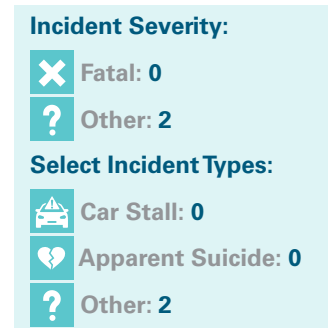 Incident Severity:
Fatal: 0
? Other: 2
Select Incident Types:
Car Stall: 0
Apparent Suicide: 0
? Other: 2